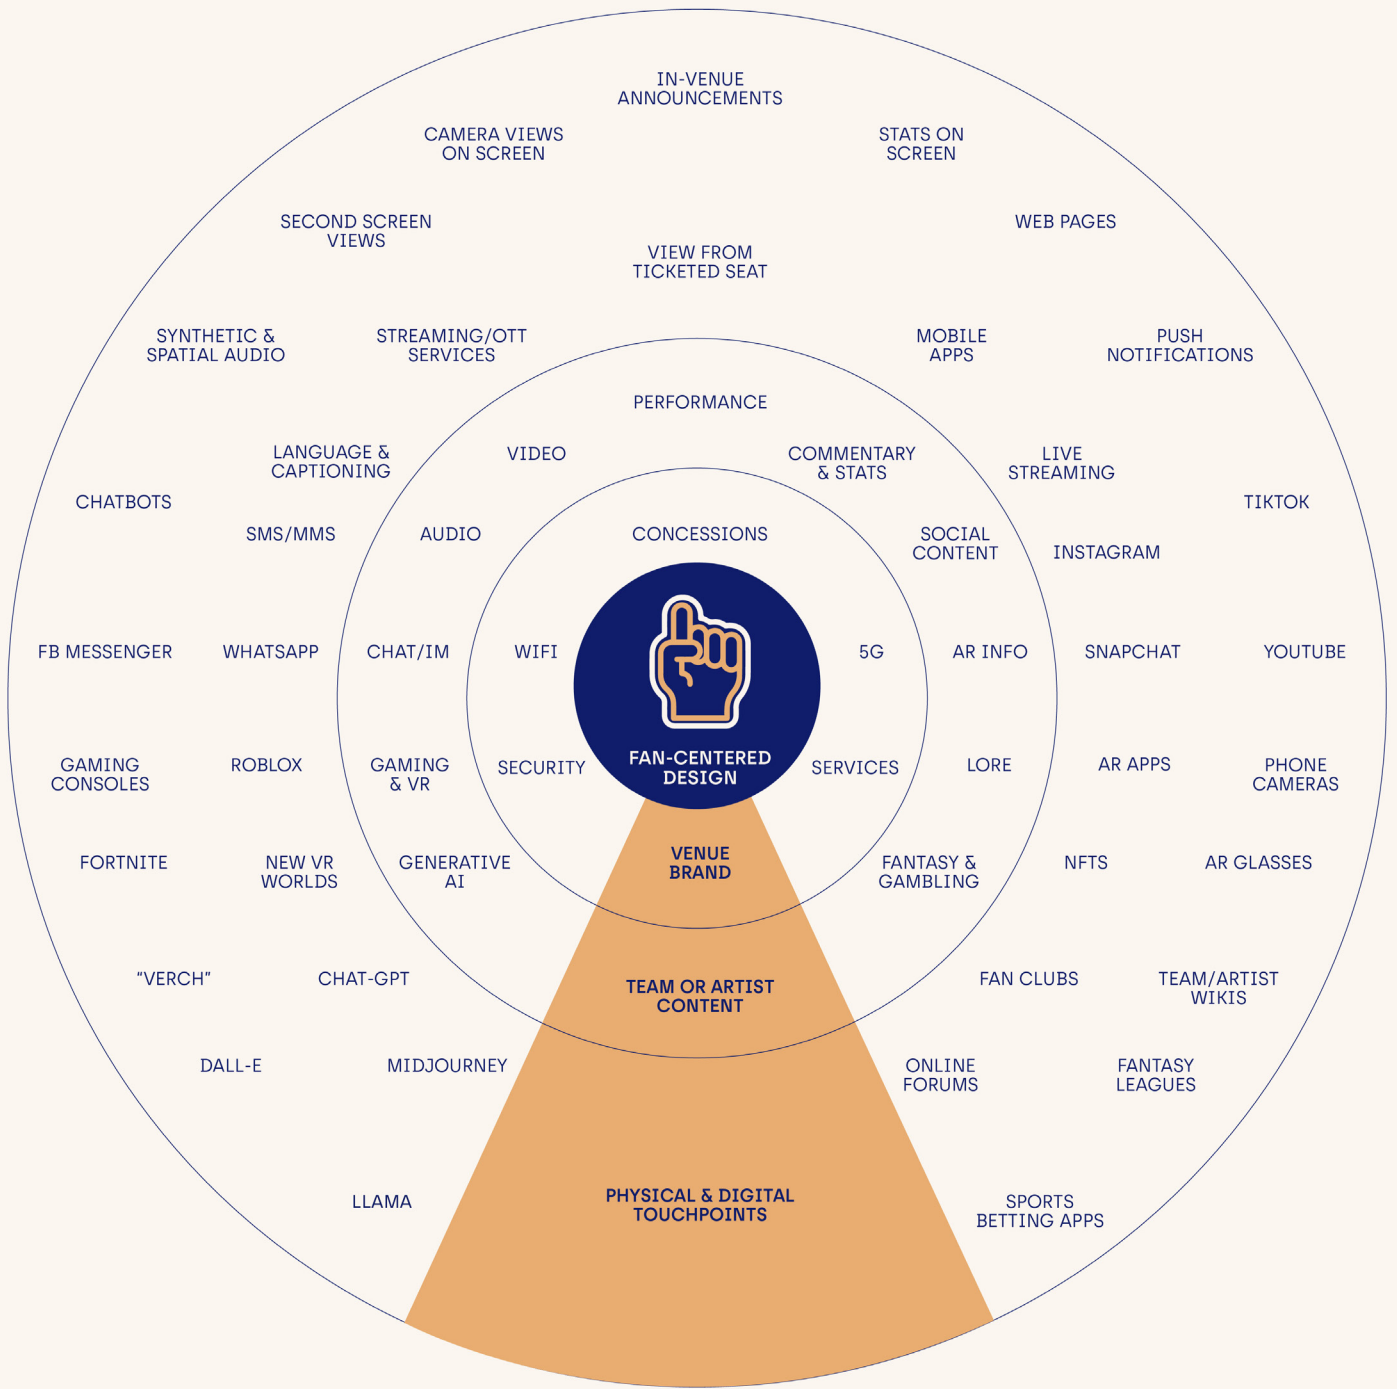 IN-VENUE
ANNOUNCEMENTS
CAMERA VIEWS
ON SCREEN
STATS ON
SCREEN
SECOND SCREEN
VIEWS
WEB PAGES
VIEW FROM
TICKETED SEAT
SYNTHETIC &
SPATIAL AUDIO
STREAMING/OTT
SERVICES
MOBILE
APPS
PUSH
NOTIFICATIONS
PERFORMANCE
LANGUAGE &
CAPTIONING
VIDEO
COMMENTARY
& STATS
LIVE
STREAMING
CHATBOTS
TIKTOK
SMS/MMS
AUDIO
CONCESSIONS
SOCIAL
CONTENT
INSTAGRAM
FB MESSENGER
WHATSAPP
CHAT/IM
WIFI
5G
AR INFO
SNAPCHAT
YOUTUBE
FAN-CENTERED
DESIGN
GAMING
CONSOLES
ROBLOX
GAMING
& VR
SECURITY
SERVICES
LORE
AR APPS
PHONE
CAMERAS
FORTNITE
NEW VR
WORLDS
GENERATIVE
AI
VENUE
BRAND
FANTASY &
GAMBLING
NFTS
AR GLASSES
“VERCH”
CHAT-GPT
TEAM OR ARTIST
CONTENT
FAN CLUBS
TEAM/ARTIST
WIKIS
DALL-E
MIDJOURNEY
ONLINE
FORUMS
FANTASY
LEAGUES
LLAMA
PHYSICAL & DIGITAL
TOUCHPOINTS
SPORTS
BETTING APPS